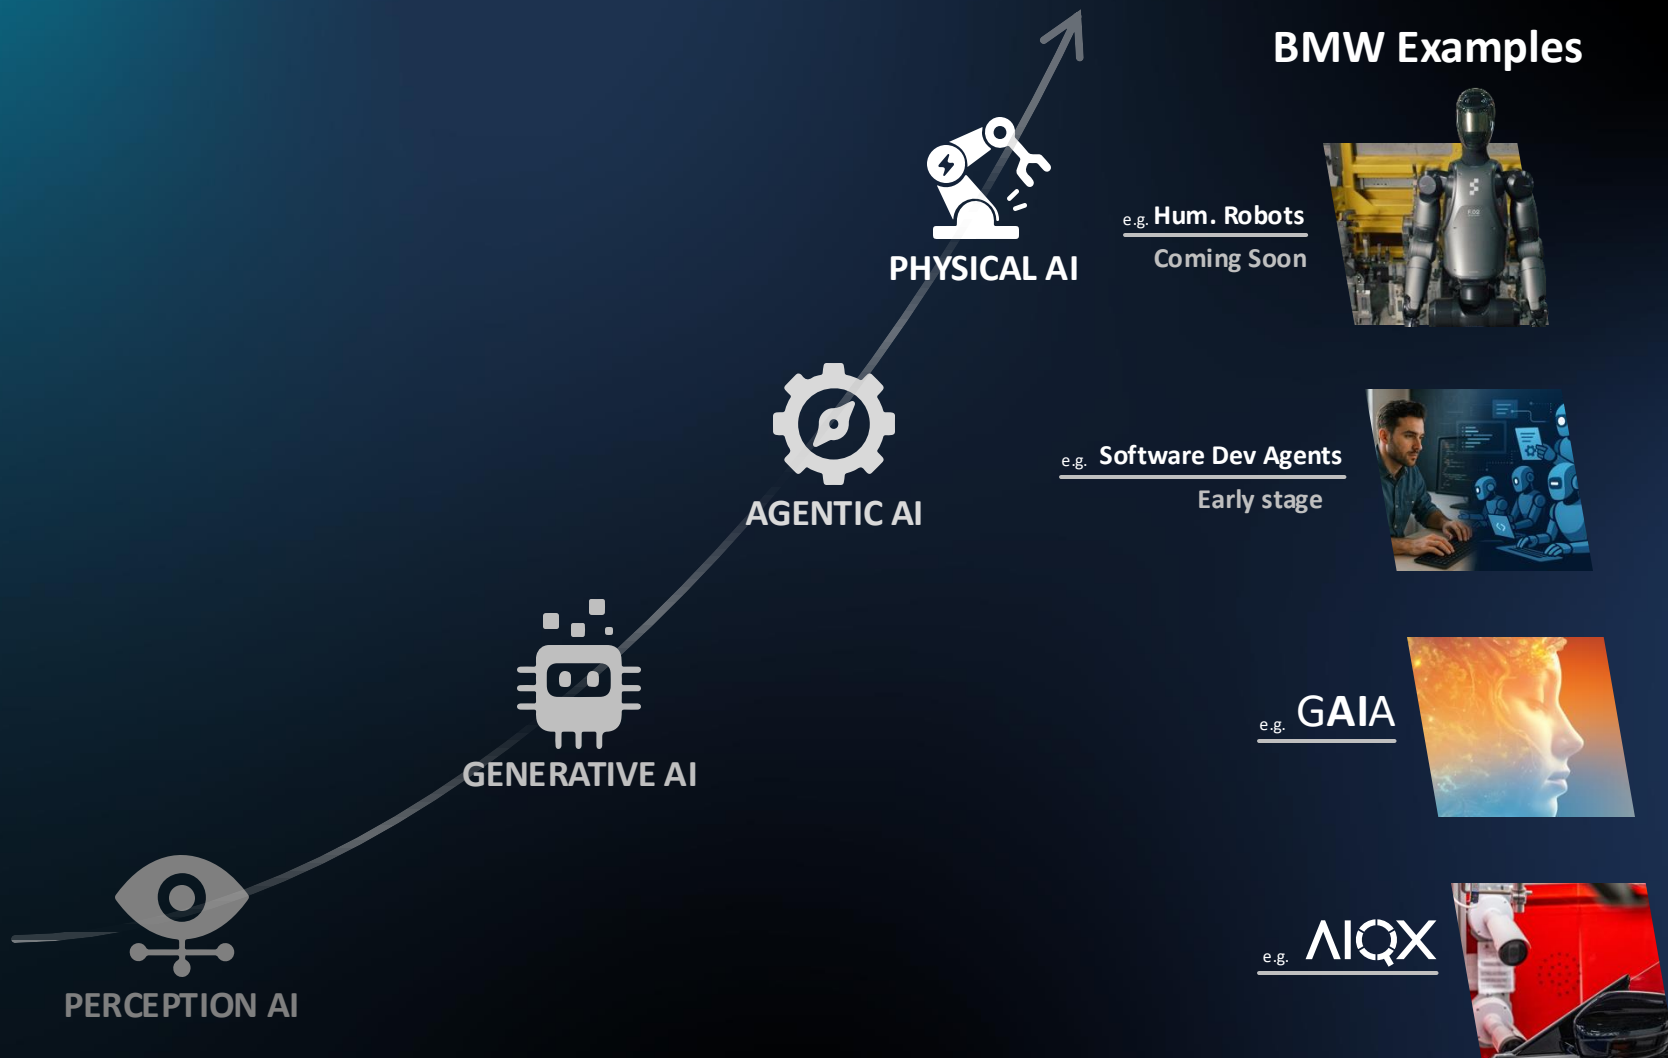 BMW Examples
e.g. Hum. Robots
Coming Soon
PHYSICAL AI
e.g. Software Dev Agents
Early stage
AGENTIC AI
e.g. GAIA
GENERATIVE AI
e.g. AIQX
PERCEPTION AI